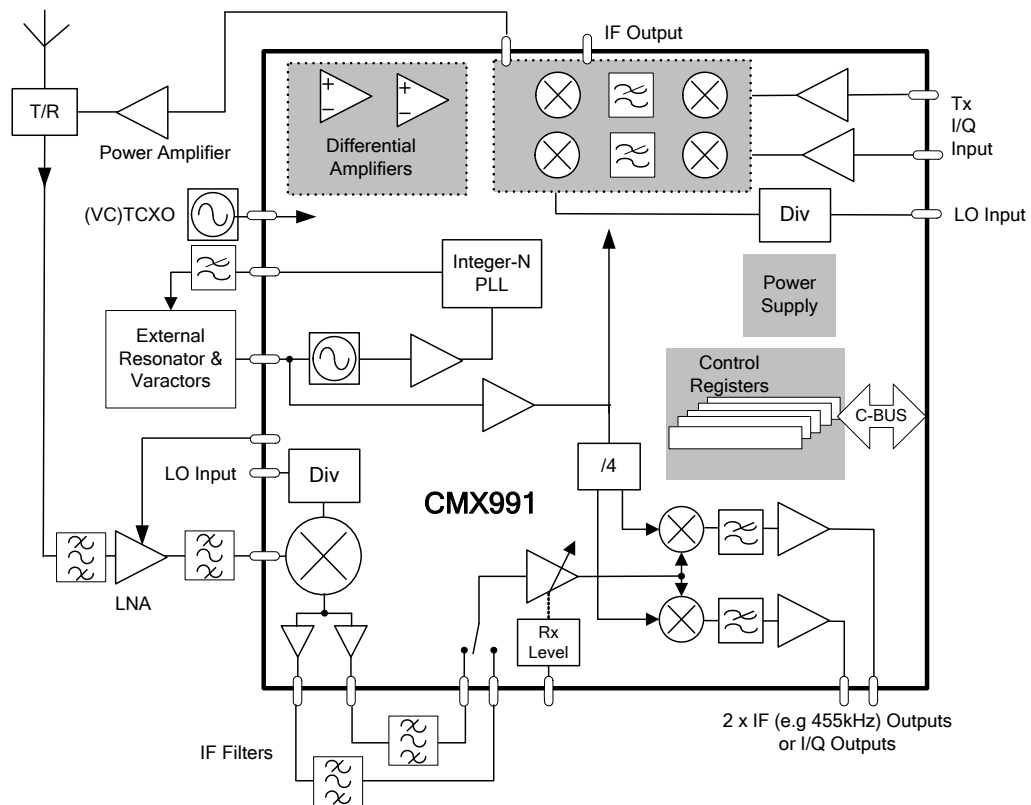 IF Output
T/R
Power Amplifier
+
−
+
−
Differential
Amplifiers
Tx
I/Q
Input
(VC)TCXO
Div
LO Input
Integer-N
PLL
Power
Supply
External
Resonator &
Varactors
Control
Registers
C-BUS
LO Input
Div
/4
CMX991
LNA
Rx
Level
IF Filters
2 x IF (e.g 455kHz) Outputs
or I/Q Outputs